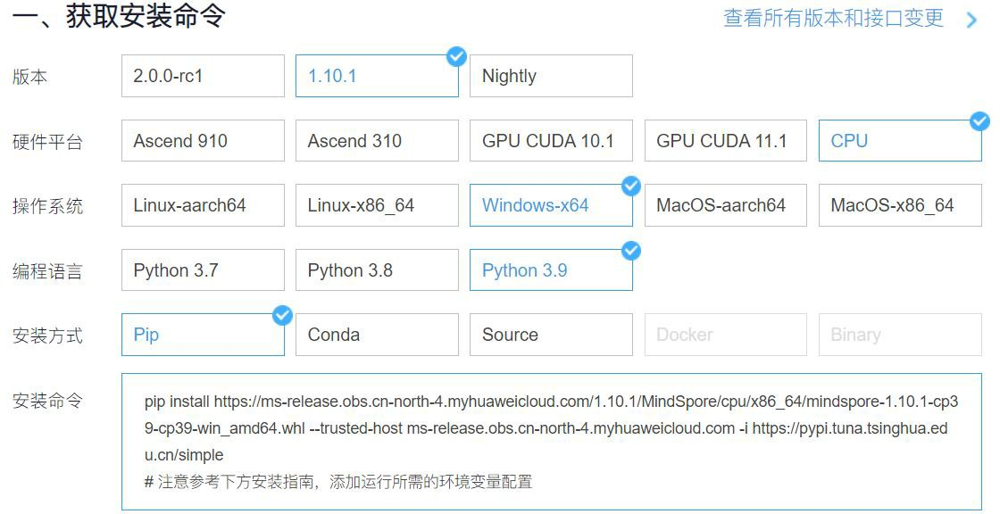 一、获取安装命令
查看所有版本和接口变更
版本 2.0.0-rc1 1.10.1 Nightly
硬件平台 Ascend 910 Ascend 310 GPU CUDA 10.1 GPU CUDA 11.1 CPU
操作系统 Linux-aarch64 Linux-x86_64 Windows-x64 MacOS-aarch64 MacOS-x86_64
编程语言 Python 3.7 Python 3.8 Python 3.9
安装方式 Pip Conda Source Docker Binary
安装命令 pip install https://ms-release.obs.cn-north-4.myhuaweicloud.com/1.10.1/MindSpore/cpu/x86_64/mindspore-1.10.1-cp3
9-cp39-win_amd64.whl --trusted-host ms-release.obs.cn-north-4.myhuaweicloud.com -i https://pypi.tuna.tsinghua.ed
u.cn/simple
# 注意参考下方安装指南，添加运行所需的环境变量配置